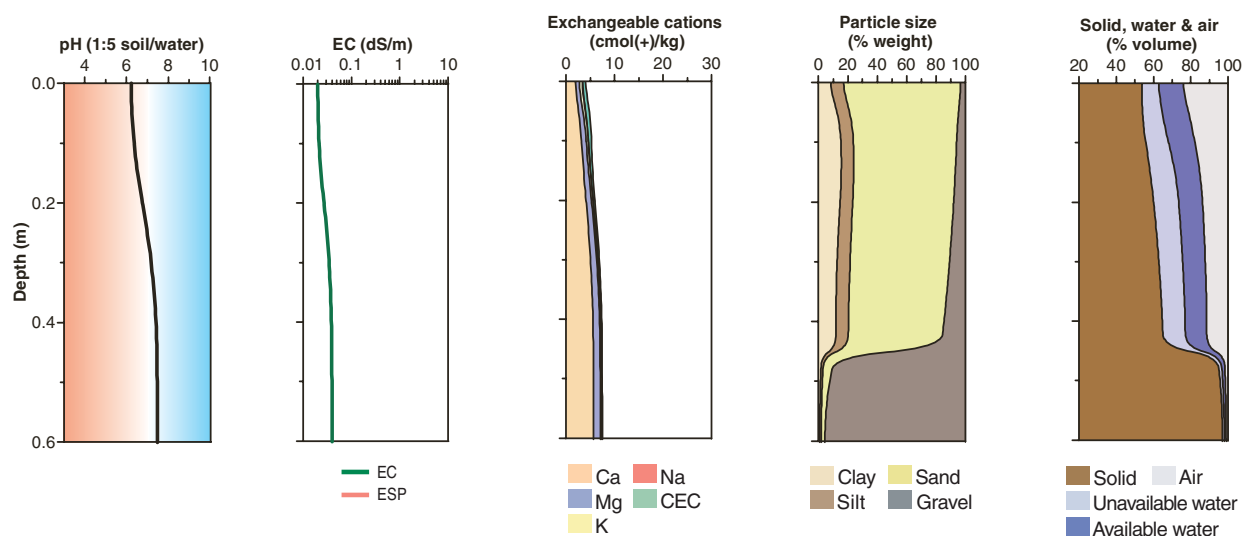 pH (1:5 soil/water)
4 6 8 10
Depth (m)
0.0
0.2
0.4
0.6
EC (dS/m)
0.01 0.1 1 10
EC
ESP
Exchangeable cations
(cmol(+)/kg)
0 10 20 30
Ca Na
Mg CEC
K
Particle size
(% weight)
0 20 40 60 80 100
Clay Sand
Silt Gravel
Solid, water & air
(% volume)
20 40 60 80 100
Solid Air
Unavailable water
Available water